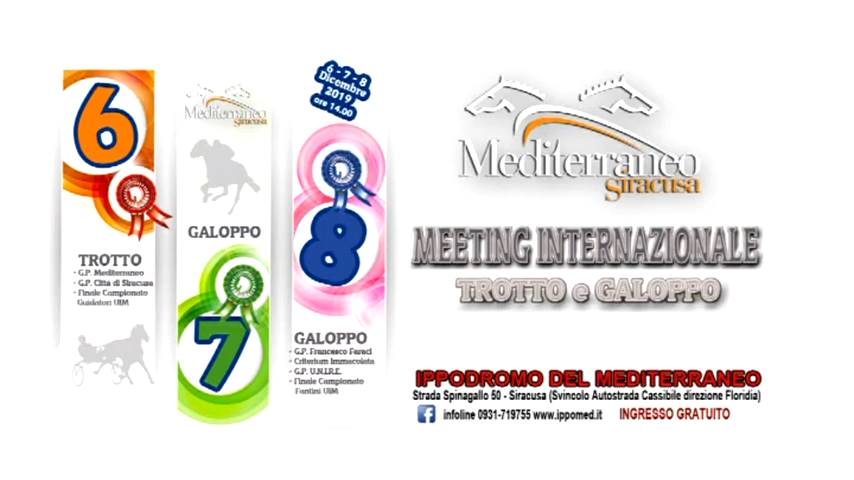 6
TROTTO
- G.P. Mediterraneo
- G.P. Città di Siracusa
- Finale Campionato
Guidatori UIM
Mediterraneo
Siracusa
GALOPPO
7
6 - 7 - 8
Dicembre
2019
ore 14.00
8
GALOPPO
- G.P. Francesco Faraci
- Criterium Immacolata
- G.P. U.N.I.R.E.
- Finale Campionato
Fantini UIM
Mediterraneo
Siracusa
MEETING INTERNAZIONALE
TROTTO e GALOPPO
IPPODROMO DEL MEDITERRANEO
Strada Spinagallo 50 - Siracusa (Svincolo Autostrada Cassibile direzione Floridia)
f infoline 0931-719755 www.ippomed.it INGRESSO GRATUITO